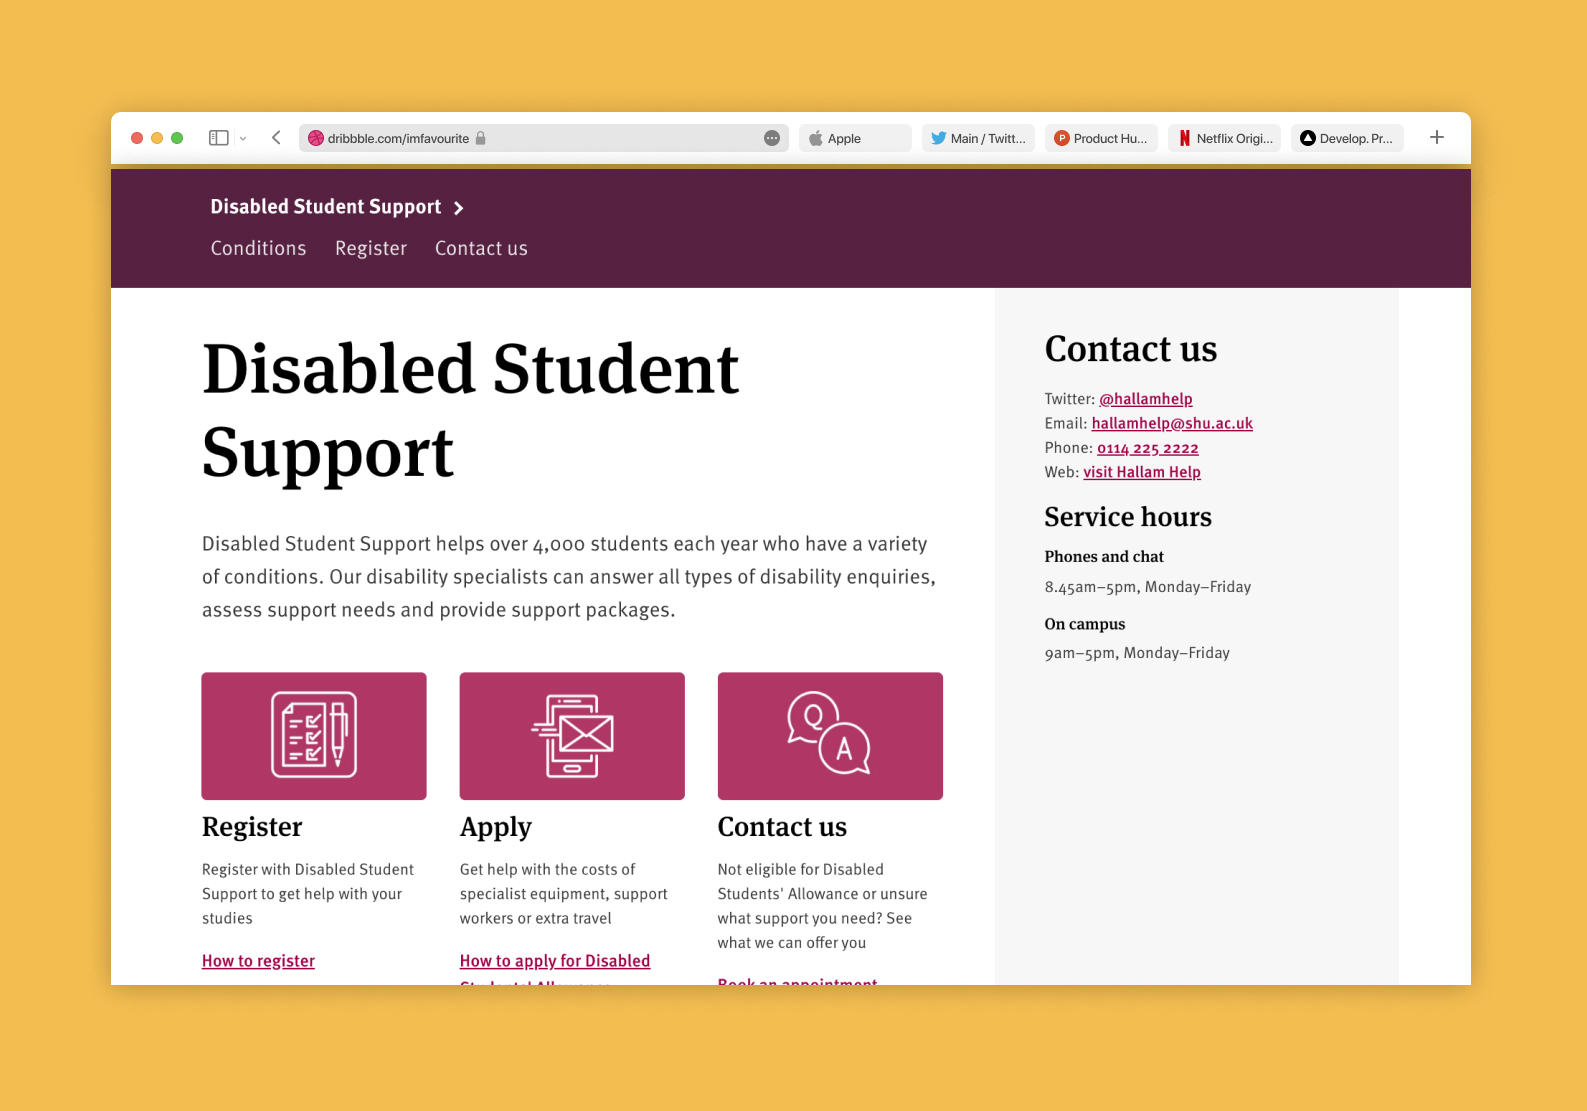 dribbble.com/imfavourite
Apple
Main / Twitt...
P
Product Hu...
Netflix Origi...
Develop. Pr...
Disabled Student Support
Conditions Register Contact us
Disabled Student
Support
Disabled Student Support helps over 4,000 students each year who have a variety
of conditions. Our disability specialists can answer all types of disability enquiries,
assess support needs and provide support packages.
Register
Register with Disabled Student
Support to get help with your
studies
How to register
Apply
Get help with the costs of
specialist equipment, support
workers or extra travel
How to apply for Disabled
Students' Allowance
Q
A
Contact us
Not eligible for Disabled
Students' Allowance or unsure
what support you need? See
what we can offer you
Book an appointment
Contact us
Twitter: @hallamhelp
Email: hallamhelp@shu.ac.uk
Phone: 0114 225 2222
Web: visit Hallam Help
Service hours
Phones and chat
8.45am–5pm, Monday–Friday
On campus
9am–5pm, Monday–Friday